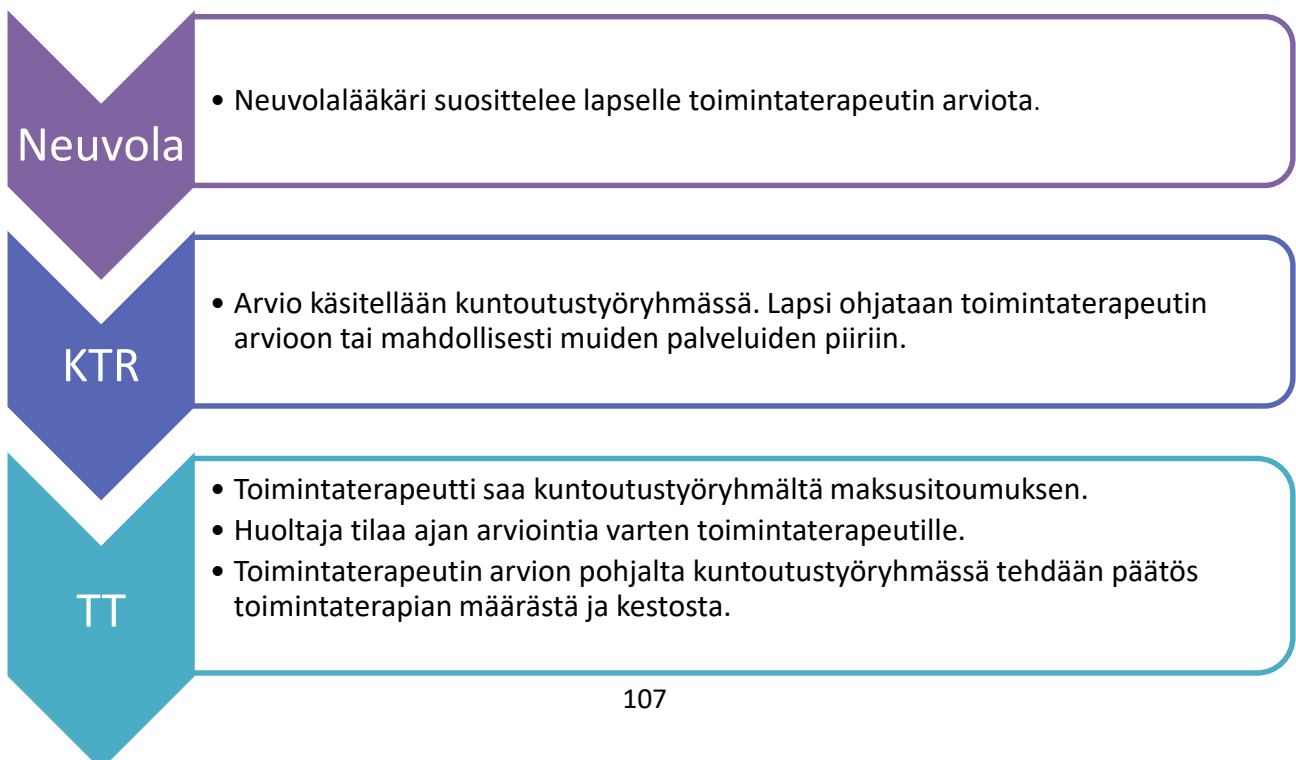 Neuvola
• Neuvolalääkäri suosittelee lapselle toimintaterapeutin arviota.
KTR
• Arvio käsitellään kuntoutustyöryhmässä. Lapsi ohjataan toimintaterapeutin
arvioon tai mahdollisesti muiden palveluiden piiriin.
TT
• Toimintaterapeutti saa kuntoutustyöryhmältä maksusitoumuksen.
• Huoltaja tilaa ajan arviointia varten toimintaterapeutille.
• Toimintaterapeutin arvion pohjalta kuntoutustyöryhmässä tehdään päätös
toimintaterapian määrästä ja kestosta.
107